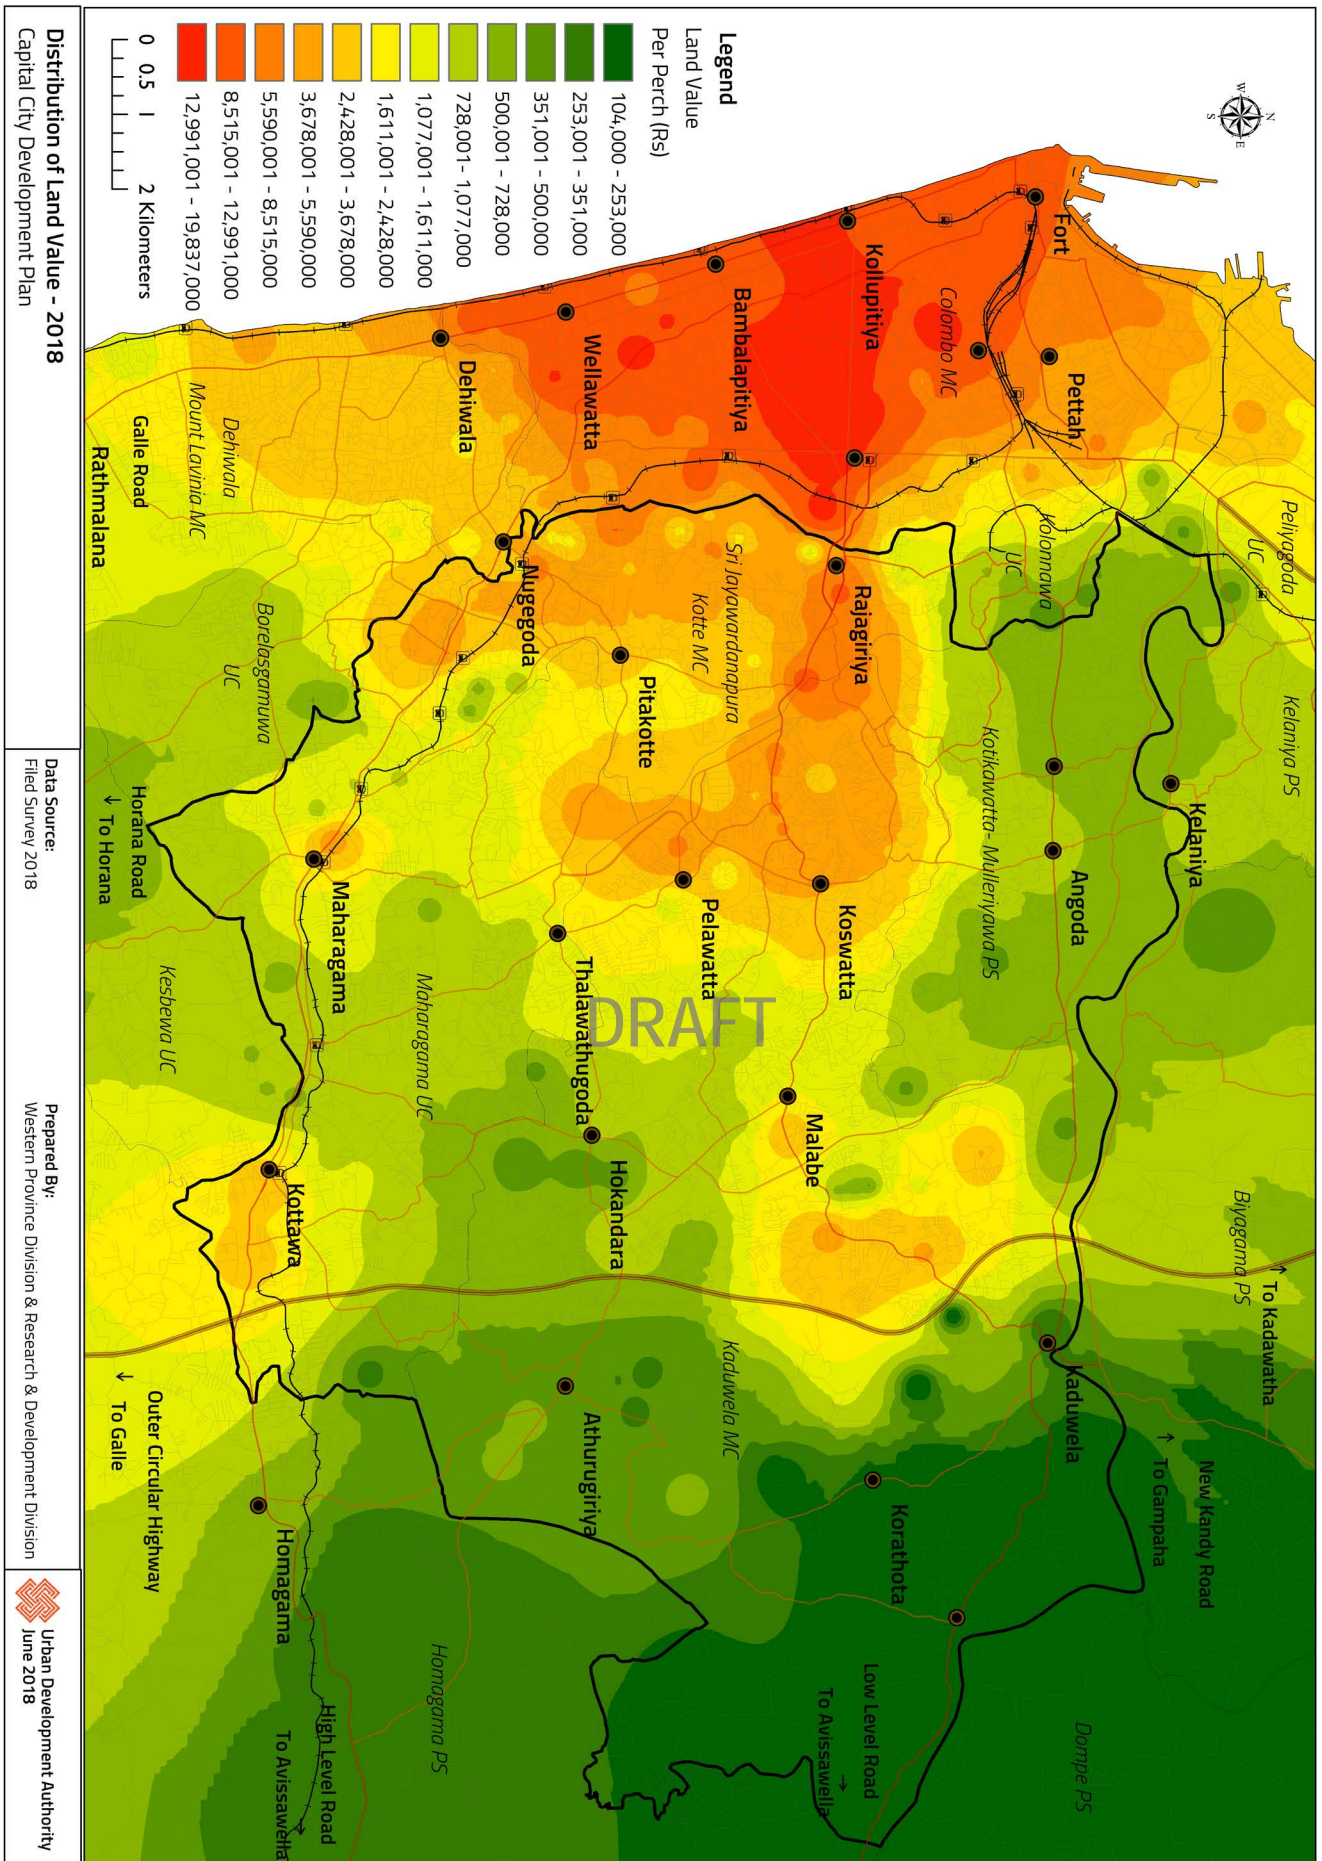 N
W
E
S
Legend
Land Value
Per Perch (Rs)
104,000 - 253,000
253,001 - 351,000
351,001 - 500,000
500,001 - 728,000
728,001- 1,077,000
1,077,001 - 1,611,000
1,611,001 - 2,428,000
2,428,001 - 3,678,000
3,678,001 - 5,590,000
5,590,001 - 8,515,000
8,515,001 - 12,991,000
12,991,001 - 19,837,000
0 0.5 1 2 Kilometers
Fort
Pettah
Peliyagoda
UC
Kelaniya PS
Kelaniya
Biyagama PS
To Kadawatha
New Kandy Road
To Gampaha
Dompe PS
Kollupitiya
Colombo MC
Kolonnawa
UC
Kotikawatta- Mulleriyawa PS
Angoda
Kaduwela
Bambalapitiya
Rajagiriya
Sri Jayawardanapura
Kotte MC
Koswatta
Malabe
Kaduwela MC
Korathota
Low Level Road
To Avissawella
Wellawatta
Pitakotte
Pelawatta
DRAFT
Thalawathugoda
Hokandara
Athurugiriya
Dehiwala
Nugegoda
Maharagama UC
Homagama PS
Dehiwala
Mount Lavinia MC
Borelasgamuwa
UC
Maharagama
Kottawa
Homagama
High Level Road
To Avissawella
Galle Road
Rathmalana
Horana Road
To Horana
Kesbewa UC
Outer Circular Highway
To Galle
Distribution of Land Value - 2018
Capital City Development Plan
Data Source:
Filed Survey 2018
Prepared By:
Western Province Division & Research & Development Division
Urban Development Authority
June 2018